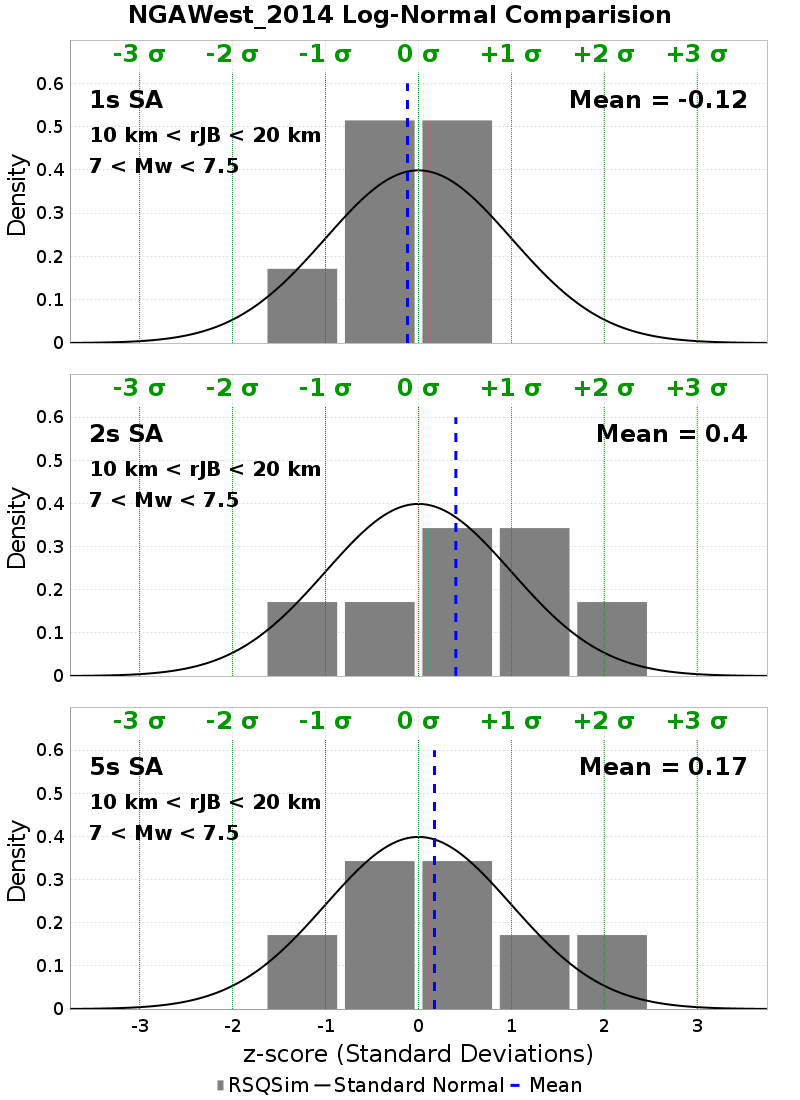 NGAWest_2014 Log-Normal Comparision
-3 σ -2 σ -1 σ 0 σ +1 σ +2 σ +3 σ
1s SA
Mean = -0.12
10 km < rJB < 20 km
7 < Mw < 7.5
0.6
0.5
0.4
0.3
0.2
0.1
0
Density
-3 σ -2 σ -1 σ 0 σ +1 σ +2 σ +3 σ
2s SA
Mean = 0.4
10 km < rJB < 20 km
7 < Mw < 7.5
0.6
0.5
0.4
0.3
0.2
0.1
0
Density
-3 σ -2 σ -1 σ 0 σ +1 σ +2 σ +3 σ
5s SA
Mean = 0.17
10 km < rJB < 20 km
7 < Mw < 7.5
0.6
0.5
0.4
0.3
0.2
0.1
0
Density
-3 -2 -1 0 1 2 3
z-score (Standard Deviations)
RSQSim Standard Normal Mean